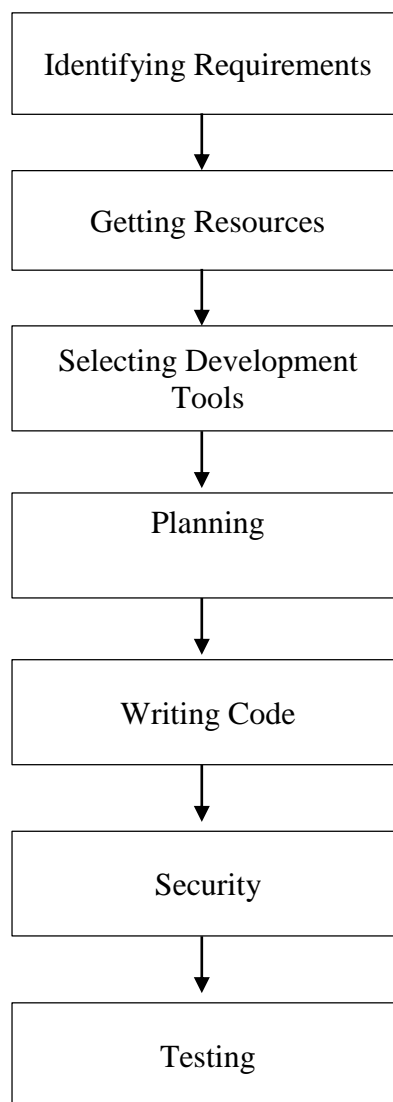 Identifying Requirements
Getting Resources
Selecting Development
Tools
Planning
Writing Code
Security
Testing